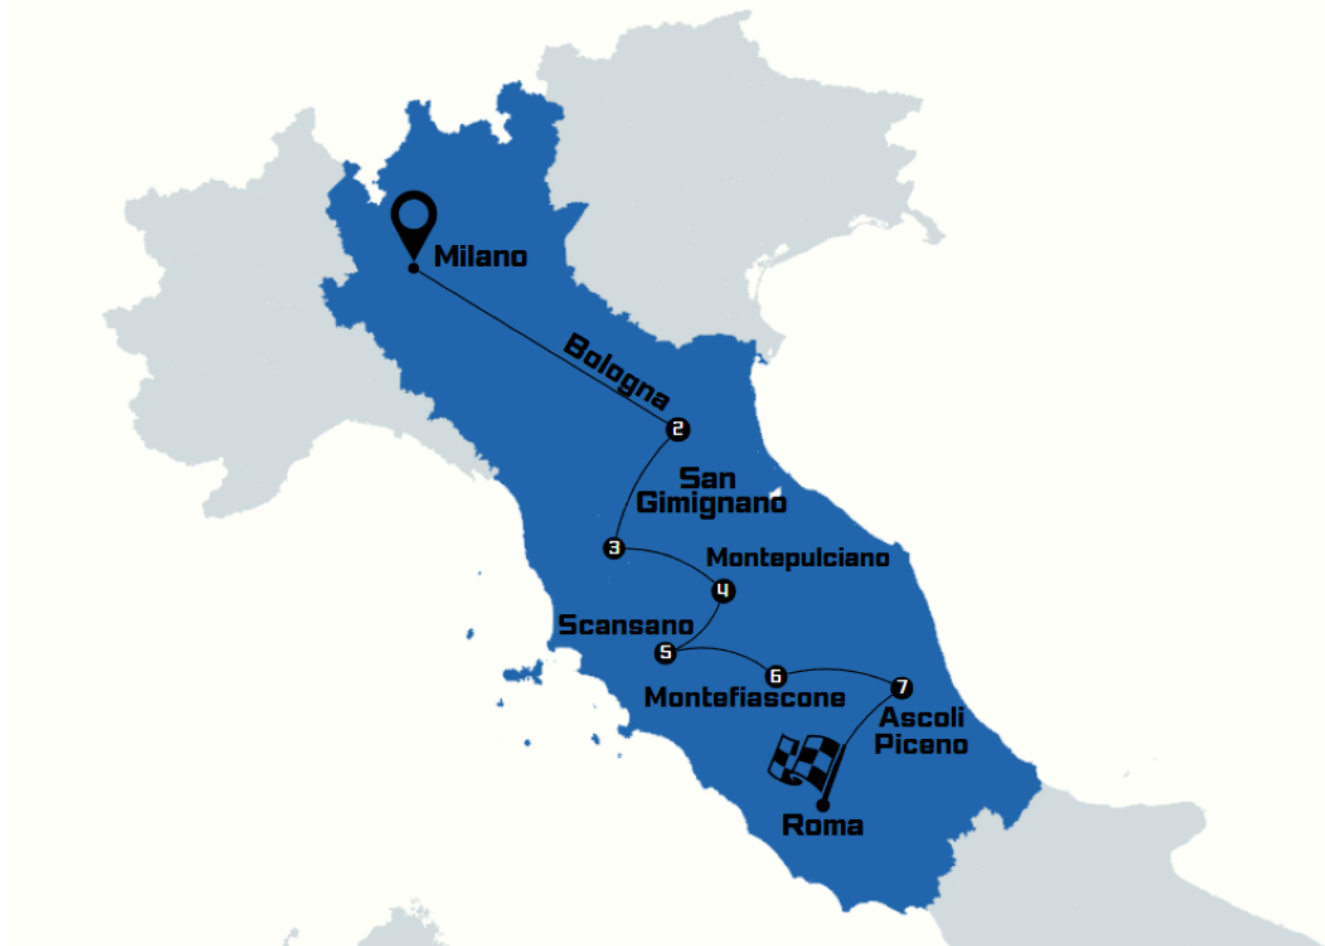 Milano
Bologna
2
San
Gimignano
3
Montepulciano
4
Scansano
5
6
Montefiascone
7
Ascoli
Piceno
Roma